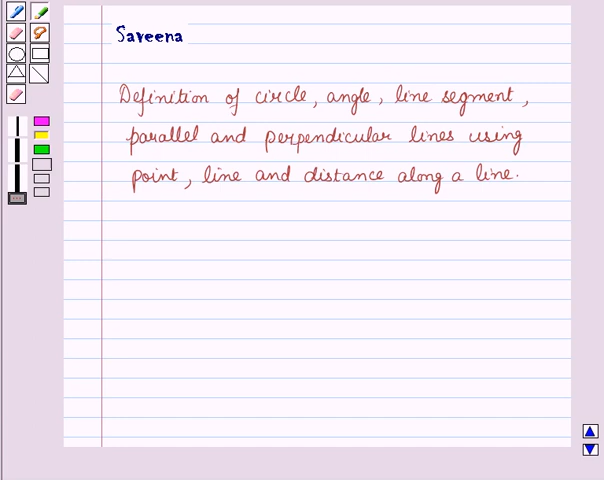 Saveena
Definition of circle, angle, line segment,
parallel and perpendicular lines using
point, line and distance along a line.